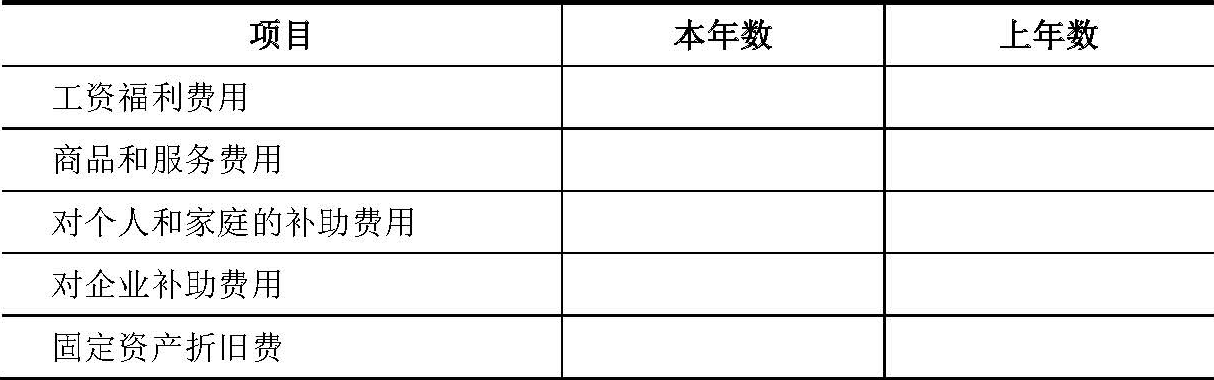 项目 本年数 上年数
工资福利费用
商品和服务费用
对个人和家庭的补助费用
对企业补助费用
固定资产折旧费